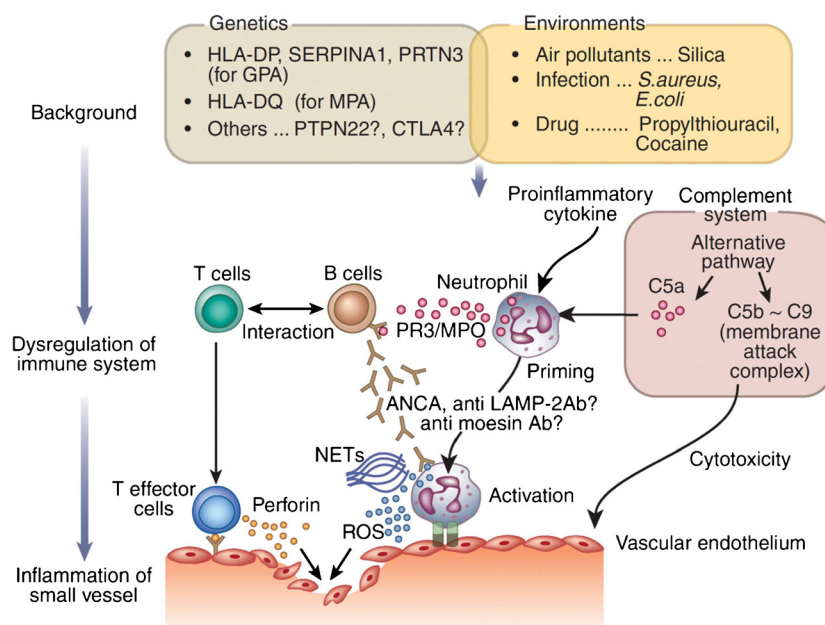 Genetics
• HLA-DP, SERPINA1, PRTN3
(for GPA)
• HLA-DQ (for MPA)
• Others ... PTPN22?, CTLA4?
Environments
• Air pollutants ... Silica
• Infection ... S.aureus,
E.coli
• Drug ........ Propylthiouracil,
Cocaine
Background
Proinflammatory
cytokine
Complement
system
Alternative
pathway
C5a
C5b ~ C9
(membrane
attack
complex)
T cells
B cells
Neutrophil
Interaction
PR3/MPO
Priming
Dysregulation of
immune system
ANCA, anti LAMP-2Ab?
anti moesin Ab?
NETs
Cytotoxicity
T effector
cells
Perforin
ROS
Activation
Vascular endothelium
Inflammation of
small vessel